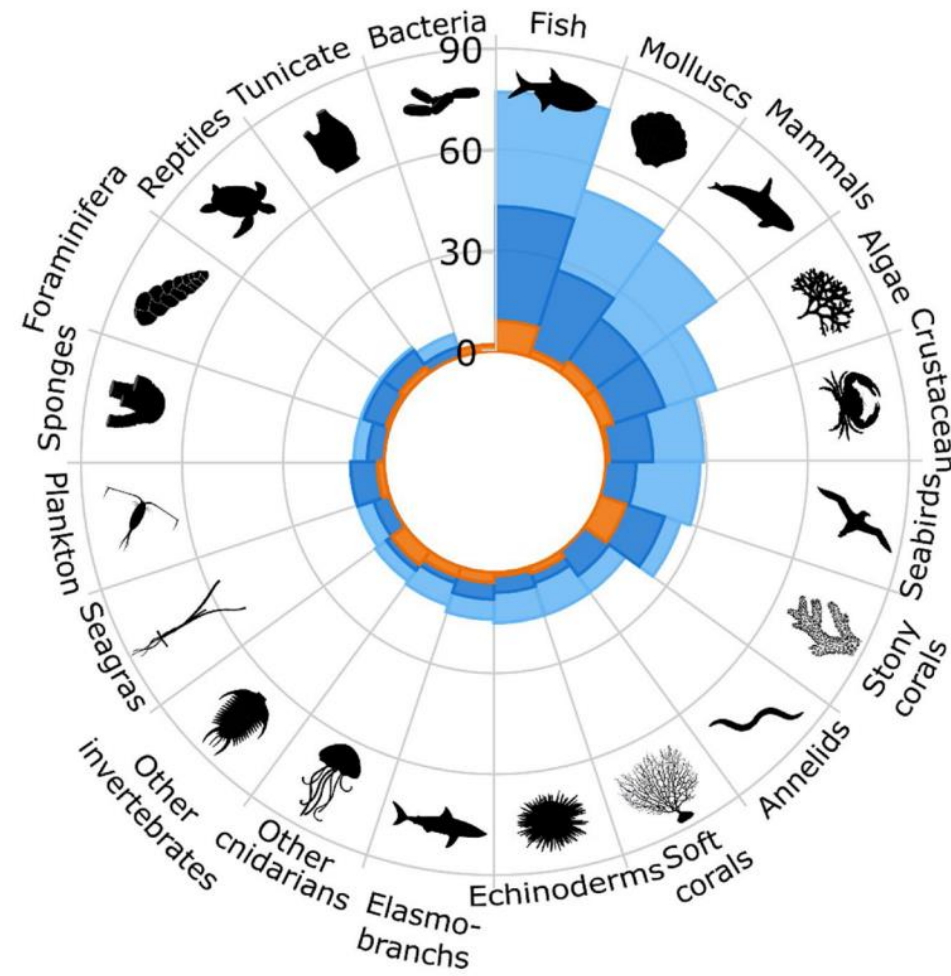 Bacteria
Fish
Molluscs
Mammals
Algae
Crustacean
Seabirds
Stony
corals
Annelids
Soft
corals
Echinoderms
Elasmo-
branchs
Other
cnidarians
Other
invertebrates
Seagras
Plankton
Sponges
Foraminifera
Reptiles
Tunicate
90
60
30
0